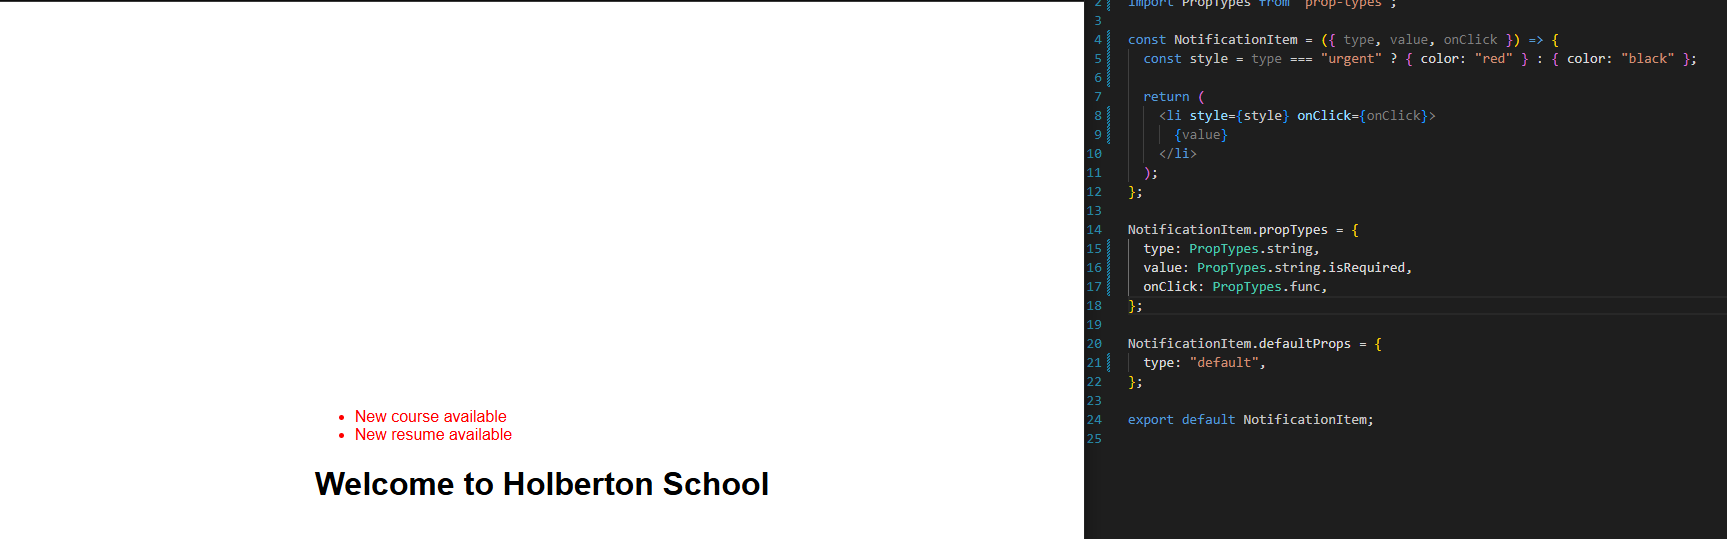 New course available
New resume available
Welcome to Holberton School
2 import PropTypes from "prop-types";
3
4 const NotificationItem = ({ type, value, onClick }) => {
5 const style = type === "urgent" ? { color: "red" } : { color: "black" };
6
7 return (
8 <li style={style} onClick={onClick}>
9 {value}
10 </li>
11 );
12 };
13
14 NotificationItem.propTypes = {
15 type: PropTypes.string,
16 value: PropTypes.string.isRequired,
17 onClick: PropTypes.func,
18 };
19
20 NotificationItem.defaultProps = {
21 type: "default",
22 };
23
24 export default NotificationItem;
25